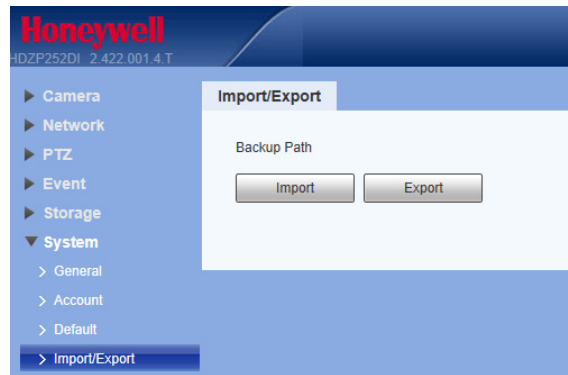 Honeywell
HDZP252DI 2.422.001.4.T
Camera
Network
PTZ
Event
Storage
System
General
Account
Default
Import/Export
Import/Export
Backup Path
Import Export